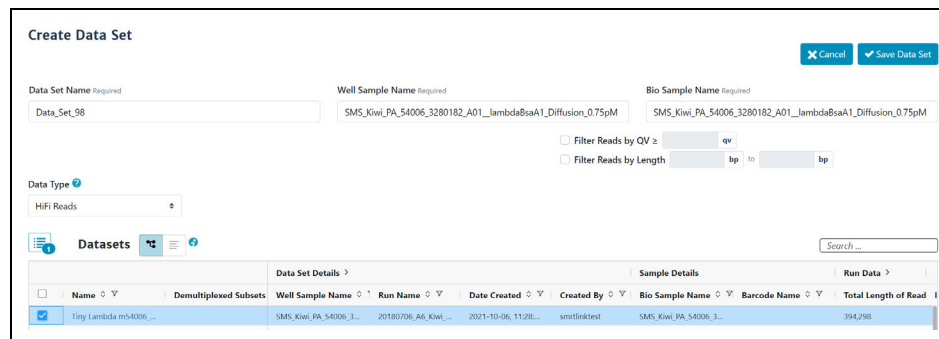 Create Data Set
Cancel
Save Data Set
Data Set Name Required
Well Sample Name Required
Bio Sample Name Required
Data_Set_98
SMS_Kiwi_PA_54006_3280182_A01__lambdaBsaA1_Diffusion_0.75pM
SMS_Kiwi_PA_54006_3280182_A01__lambdaBsaA1_Diffusion_0.75pM
Filter Reads by QV ≥ qv
Filter Reads by Length bp to bp
Data Type ?
HiFi Reads
1 Datasets
Search ...
Data Set Details > Sample Details Run Data >
Name Demultiplexed Subsets Well Sample Name Run Name Date Created Created By Bio Sample Name Barcode Name Total Length of Read
Tiny Lambda m54006_... SMS_Kiwi_PA_54006_3... 20180706_A6_Kiwi_... 2021-10-06, 11:28:... smrtlinktest SMS_Kiwi_PA_54006_3... 394,298